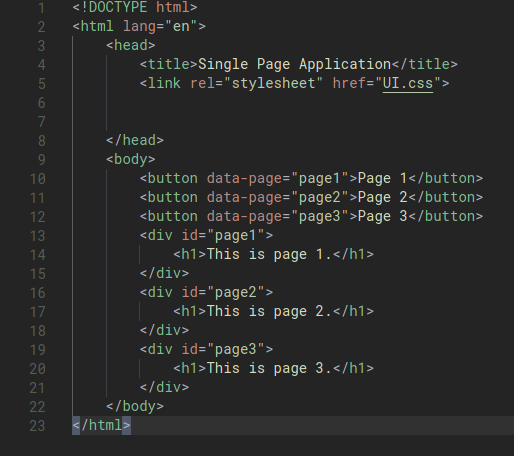 1 <!DOCTYPE html>
2 <html lang="en">
3     <head>
4         <title>Single Page Application</title>
5         <link rel="stylesheet" href="UI.css">
6
7
8     </head>
9     <body>
10         <button data-page="page1">Page 1</button>
11         <button data-page="page2">Page 2</button>
12         <button data-page="page3">Page 3</button>
13         <div id="page1">
14             <h1>This is page 1.</h1>
15         </div>
16         <div id="page2">
17             <h1>This is page 2.</h1>
18         </div>
19         <div id="page3">
20             <h1>This is page 3.</h1>
21         </div>
22     </body>
23 </html>